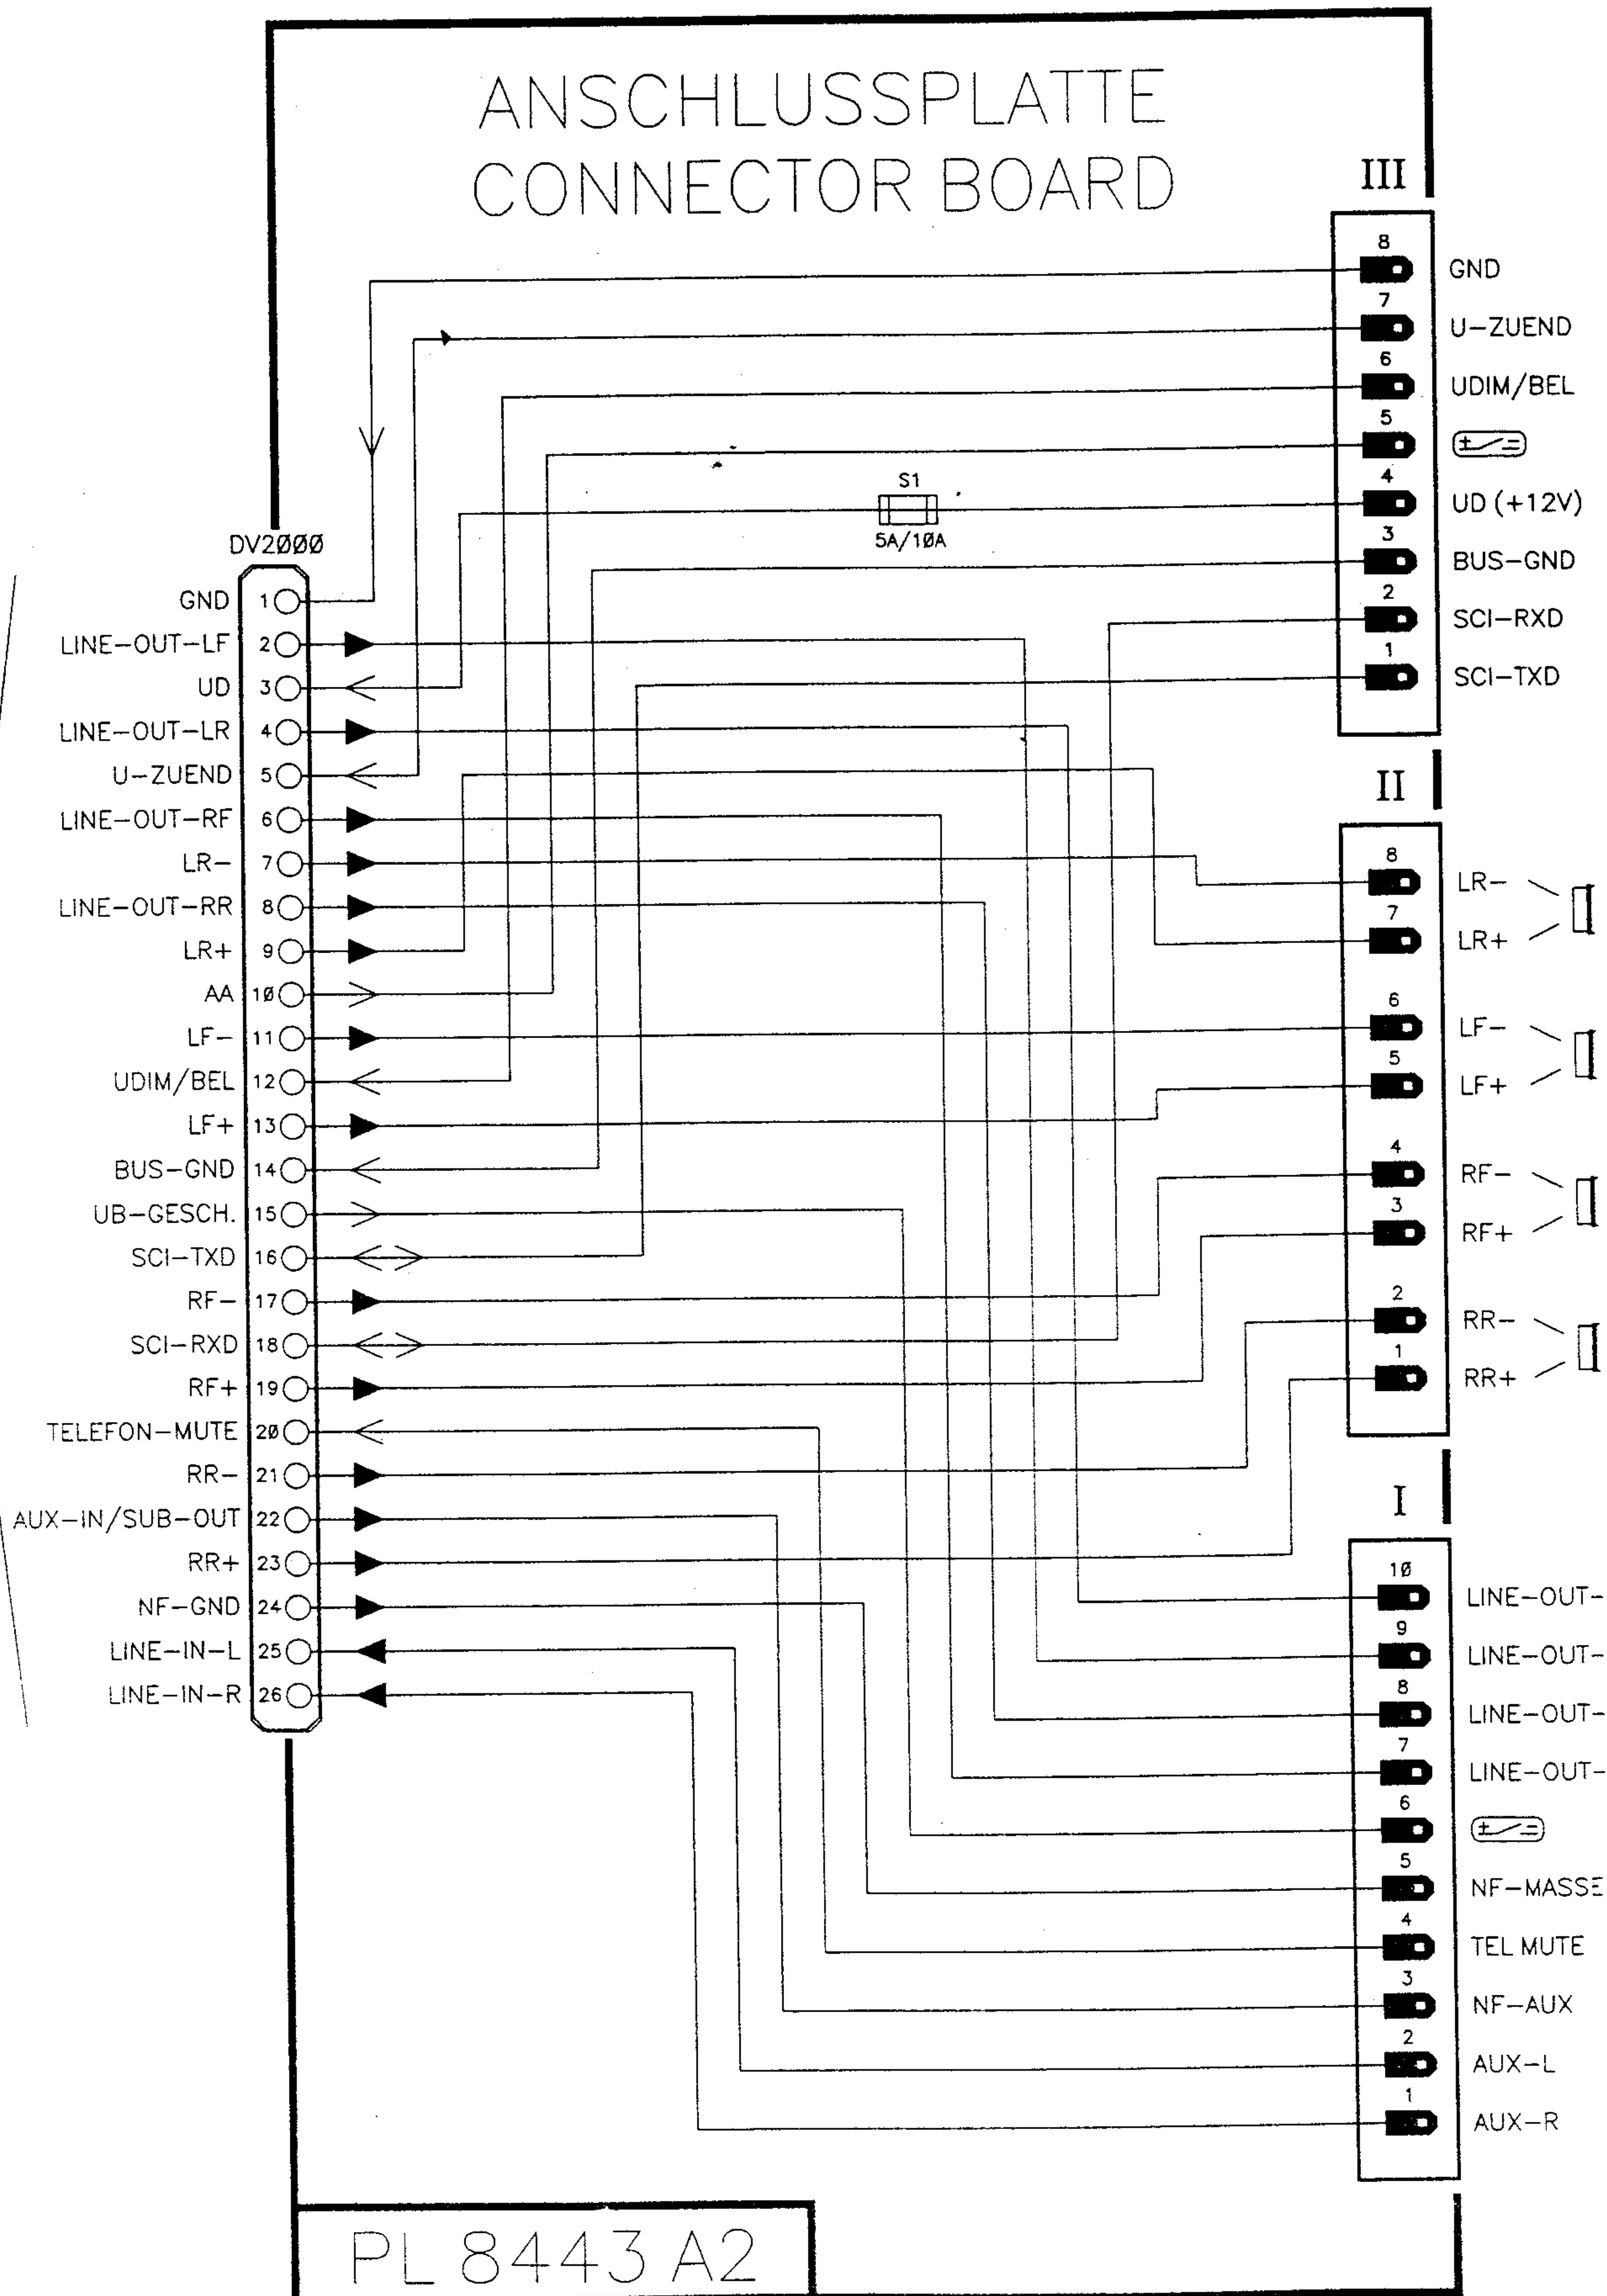 ANSCHLUSSPLATTE
CONNECTOR BOARD
III
8
GND
7
U-ZUEND
6
UDIM/BEL
5
4
UD (+12V)
3
BUS-GND
2
SCI-RXD
1
SCI-TXD
S1
5A/10A
DV2000
GND 1
LINE-OUT-LF 2
UD 3
LINE-OUT-LR 4
U-ZUEND 5
LINE-OUT-RF 6
LR- 7
LINE-OUT-RR 8
LR+ 9
AA 10
LF- 11
UDIM/BEL 12
LF+ 13
BUS-GND 14
UB-GESCH. 15
SCI-TXD 16
RF- 17
SCI-RXD 18
RF+ 19
TELEFON-MUTE 20
RR- 21
AUX-IN/SUB-OUT 22
RR+ 23
NF-GND 24
LINE-IN-L 25
LINE-IN-R 26
II
8
LR-
7
LR+
6
LF-
5
LF+
4
RF-
3
RF+
2
RR-
1
RR+
I
10
LINE-OUT-
9
LINE-OUT-
8
LINE-OUT-
7
LINE-OUT-
6
5
NF-MASSE
4
TEL MUTE
3
NF-AUX
2
AUX-L
1
AUX-R
PL 8443 A2